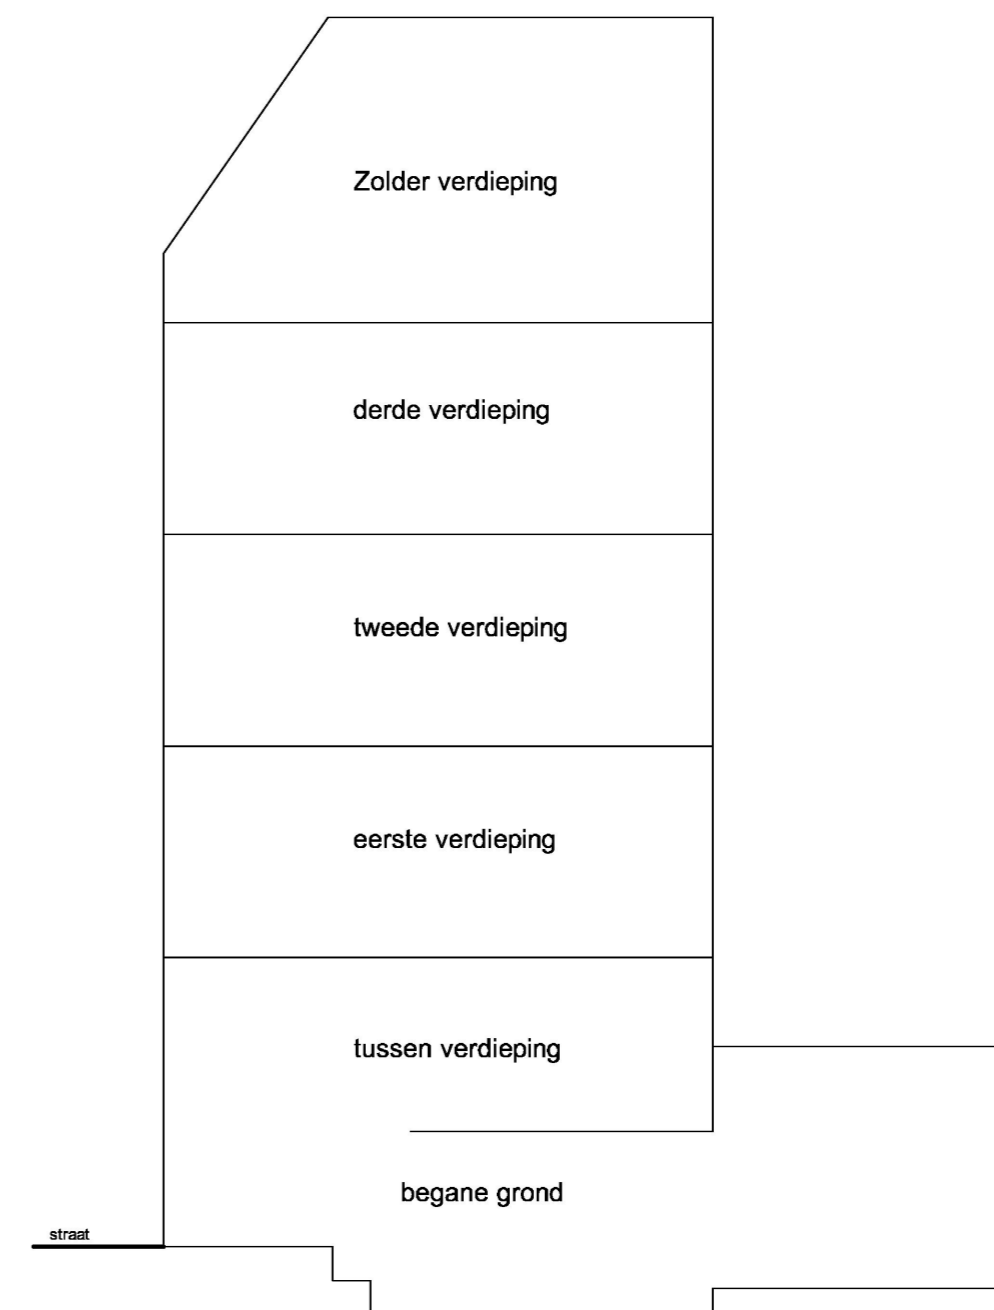 Zolder verdieping
derde verdieping
tweede verdieping
eerste verdieping
tussen verdieping
begane grond
straat